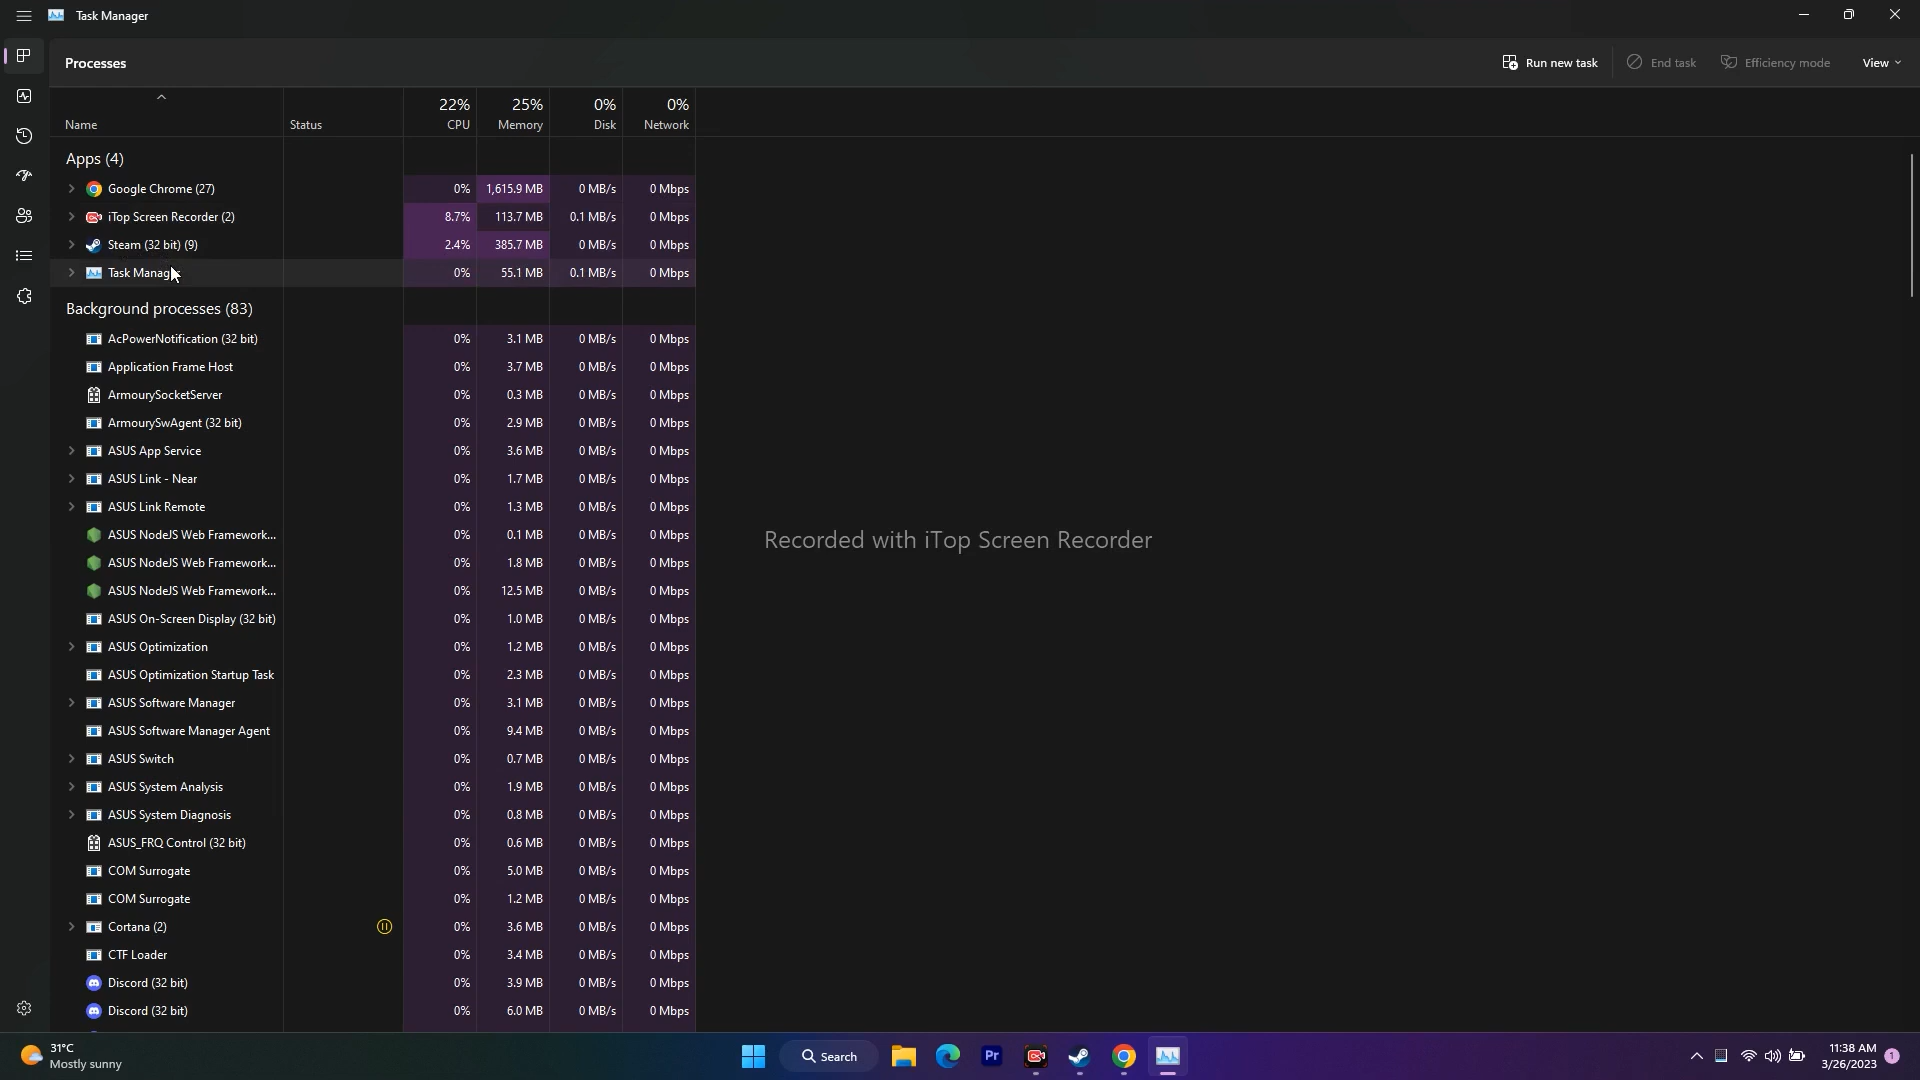 Task Manager
Processes
Run new task
End task
Efficiency mode
View
22% 25% 0% 0%
Name Status CPU Memory Disk Network
Apps (4)
Google Chrome (27) 0% 1,615.9 MB 0 MB/s 0 Mbps
iTop Screen Recorder (2) 8.7% 113.7 MB 0.1 MB/s 0 Mbps
Steam (32 bit) (9) 2.4% 385.7 MB 0 MB/s 0 Mbps
Task Manager 0% 55.1 MB 0.1 MB/s 0 Mbps
Background processes (83)
AcPowerNotification (32 bit) 0% 3.1 MB 0 MB/s 0 Mbps
Application Frame Host 0% 3.7 MB 0 MB/s 0 Mbps
ArmourySocketServer 0% 0.3 MB 0 MB/s 0 Mbps
ArmourySwAgent (32 bit) 0% 2.9 MB 0 MB/s 0 Mbps
ASUS App Service 0% 3.6 MB 0 MB/s 0 Mbps
ASUS Link - Near 0% 1.7 MB 0 MB/s 0 Mbps
ASUS Link Remote 0% 1.3 MB 0 MB/s 0 Mbps
ASUS NodeJS Web Framework... 0% 0.1 MB 0 MB/s 0 Mbps
ASUS NodeJS Web Framework... 0% 1.8 MB 0 MB/s 0 Mbps
ASUS NodeJS Web Framework... 0% 12.5 MB 0 MB/s 0 Mbps
ASUS On-Screen Display (32 bit) 0% 1.0 MB 0 MB/s 0 Mbps
ASUS Optimization 0% 1.2 MB 0 MB/s 0 Mbps
ASUS Optimization Startup Task 0% 2.3 MB 0 MB/s 0 Mbps
ASUS Software Manager 0% 3.1 MB 0 MB/s 0 Mbps
ASUS Software Manager Agent 0% 9.4 MB 0 MB/s 0 Mbps
ASUS Switch 0% 0.7 MB 0 MB/s 0 Mbps
ASUS System Analysis 0% 1.9 MB 0 MB/s 0 Mbps
ASUS System Diagnosis 0% 0.8 MB 0 MB/s 0 Mbps
ASUS_FRQ Control (32 bit) 0% 0.6 MB 0 MB/s 0 Mbps
COM Surrogate 0% 5.0 MB 0 MB/s 0 Mbps
COM Surrogate 0% 1.2 MB 0 MB/s 0 Mbps
Cortana (2) 0% 3.6 MB 0 MB/s 0 Mbps
CTF Loader 0% 3.4 MB 0 MB/s 0 Mbps
Discord (32 bit) 0% 3.9 MB 0 MB/s 0 Mbps
Discord (32 bit) 0% 6.0 MB 0 MB/s 0 Mbps
Recorded with iTop Screen Recorder
31°C
Mostly sunny
Search
Pr
11:38 AM
3/26/2023
1